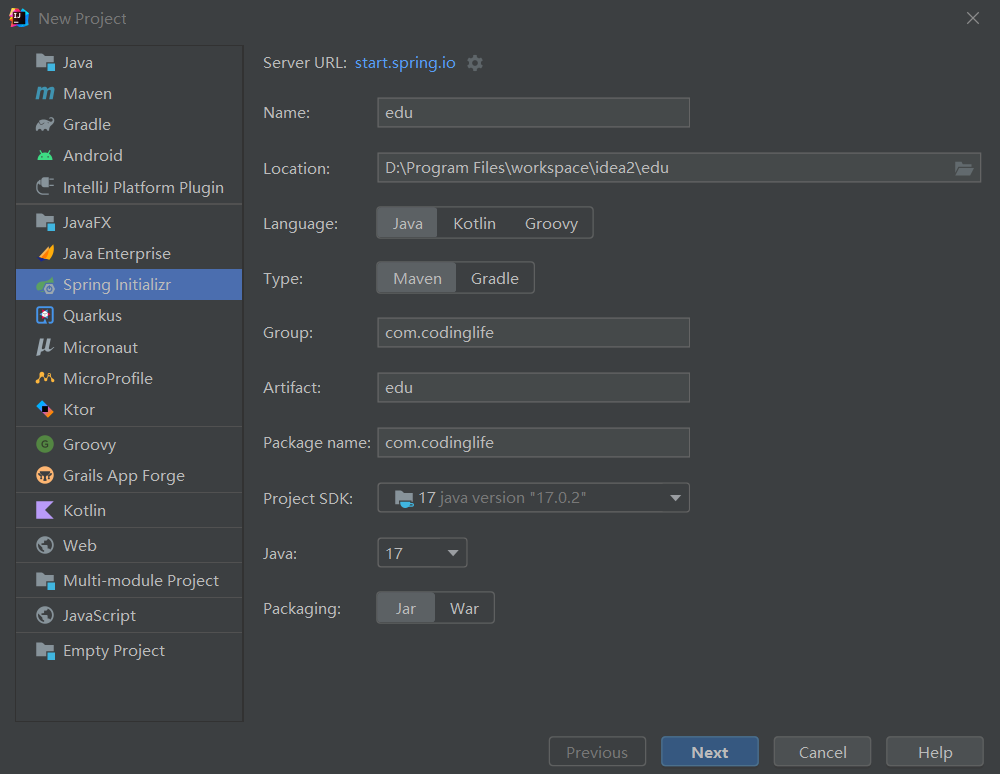 New Project
Java
Maven
Gradle
Android
IntelliJ Platform Plugin
JavaFX
Java Enterprise
Spring Initializr
Quarkus
Micronaut
MicroProfile
Ktor
Groovy
Grails App Forge
Kotlin
Web
Multi-module Project
JavaScript
Empty Project
Server URL: start.spring.io
Name: edu
Location: D:\Program Files\workspace\idea2\edu
Language: Java Kotlin Groovy
Type: Maven Gradle
Group: com.codinglife
Artifact: edu
Package name: com.codinglife
Project SDK: 17 java version "17.0.2"
Java: 17
Packaging: Jar War
Previous Next Cancel Help